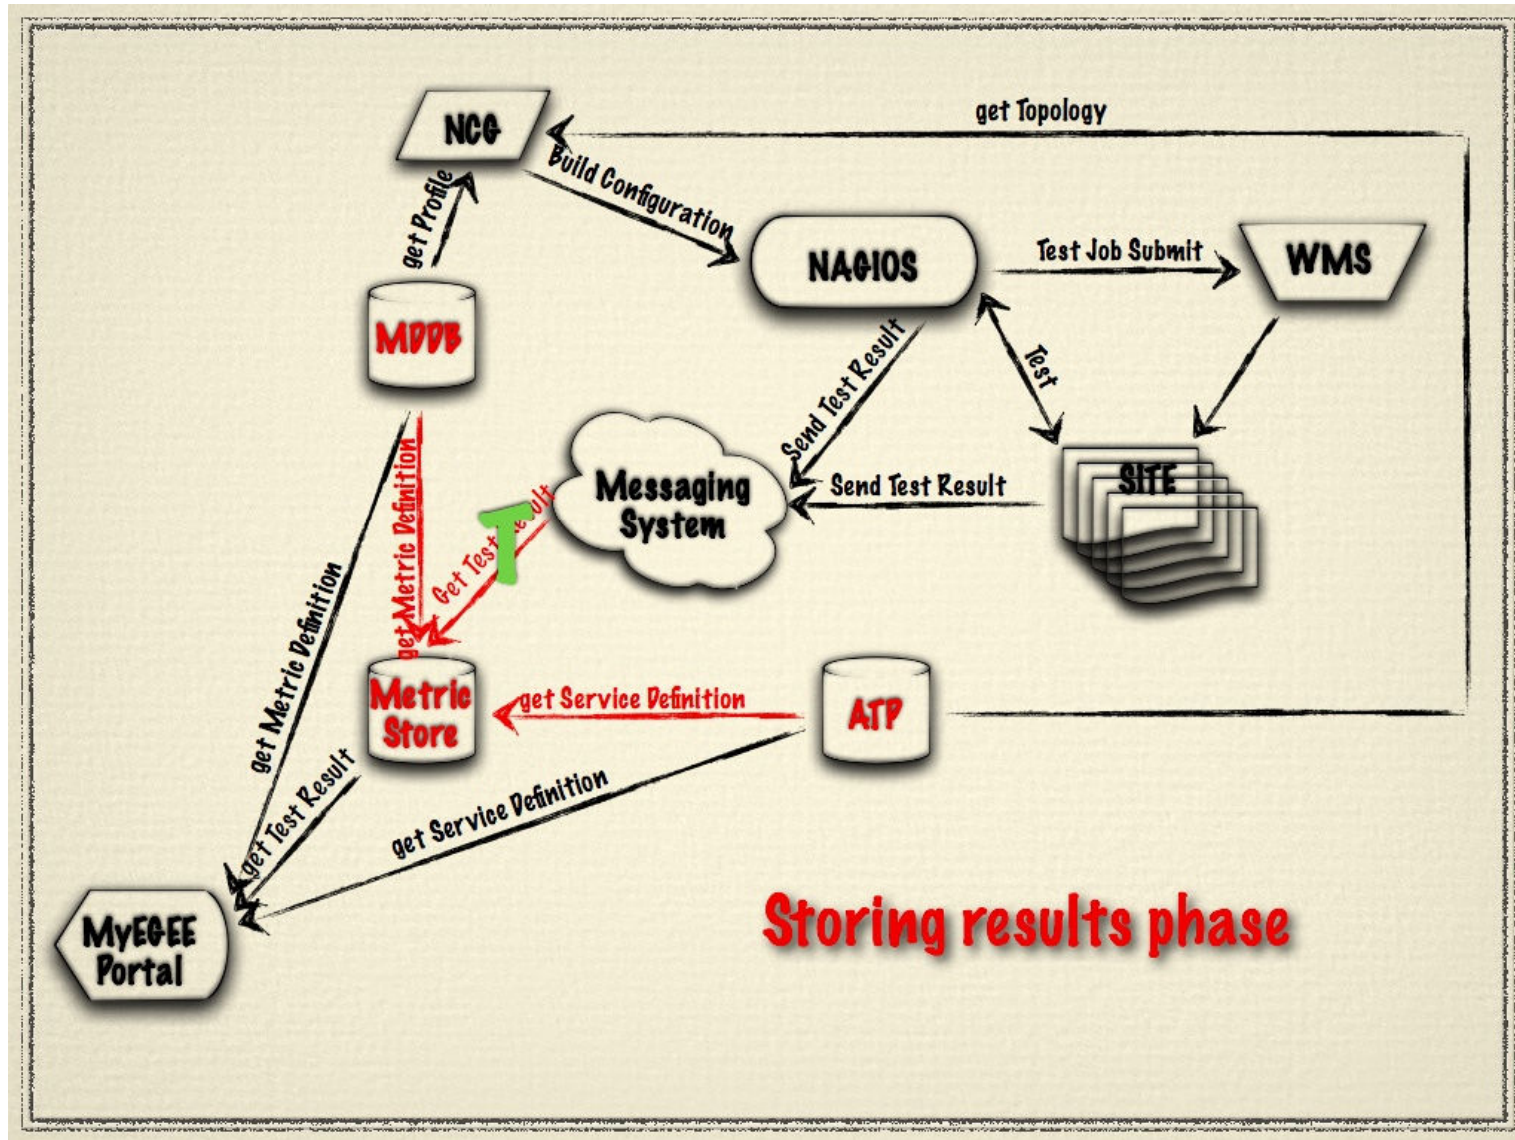 get Topology
NCG
Build Configuration
get Profile
NAGIOS
Test Job Submit
WMS
MDDB
Test
Send Test Result
get Metric Definition
Messaging
System
Send Test Result
SITE
T
Get Test
get Metric Definition
Metric
Store
get Service Definition
ATP
get Test Result
get Service Definition
MyEGEE
Portal
Storing results phase